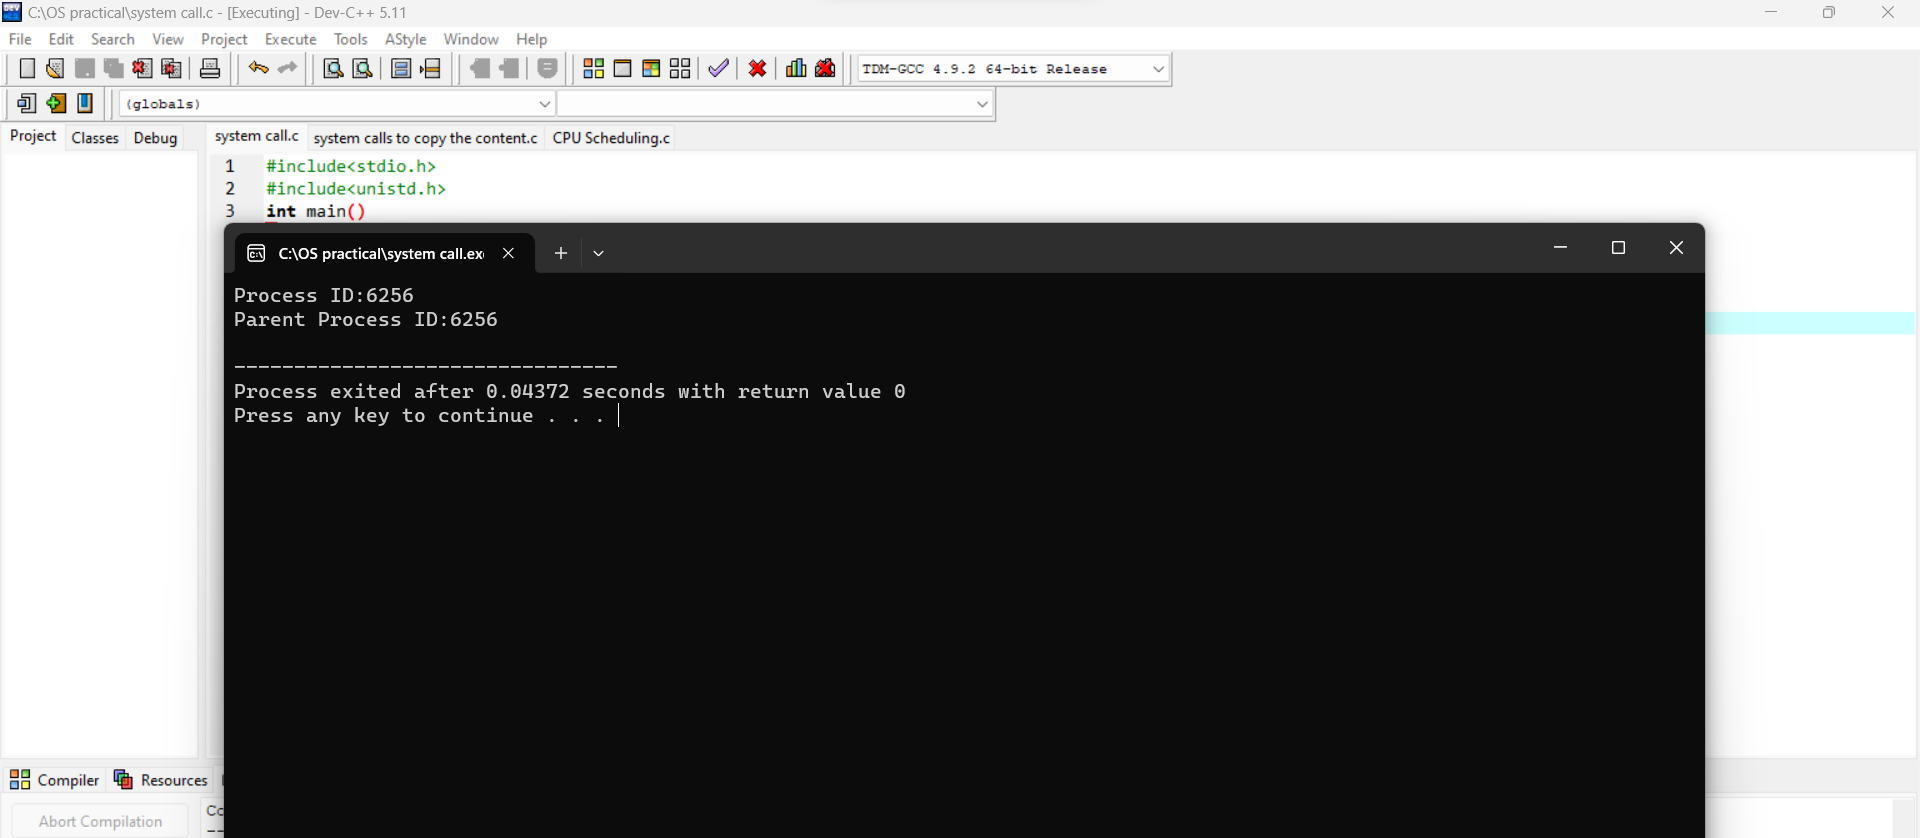 C:\OS practical\system call.c - [Executing] - Dev-C++ 5.11
File Edit Search View Project Execute Tools AStyle Window Help
TDM-GCC 4.9.2 64-bit Release
(globals)
Project Classes Debug
system call.c system calls to copy the content.c CPU Scheduling.c
1 #include<stdio.h>
2 #include<unistd.h>
3 int main()
C:\OS practical\system call.ex
Process ID:6256
Parent Process ID:6256
--------------------------------
Process exited after 0.04372 seconds with return value 0
Press any key to continue . . .
Compiler Resources
Abort Compilation